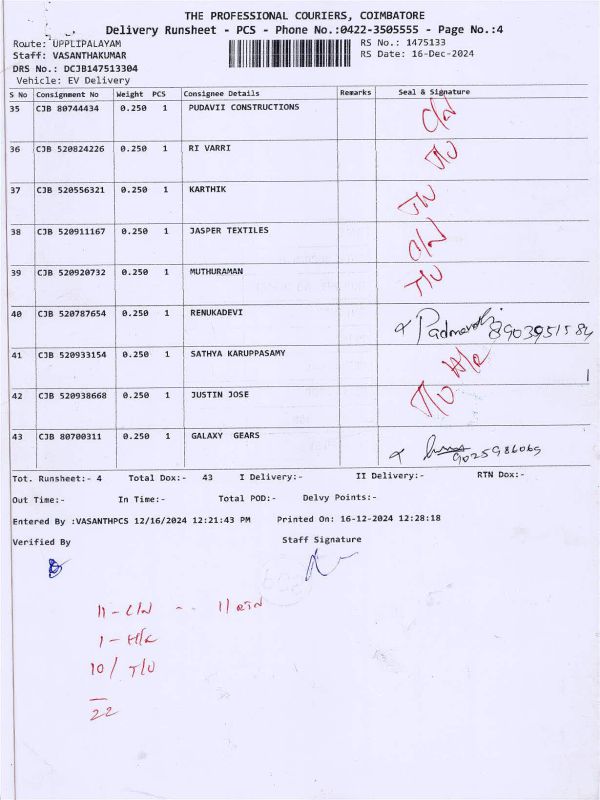 THE PROFESSIONAL COURIERS, COIMBATORE
Delivery Runsheet - PCS - Phone No.:0422-3505555 - Page No.:4
Route: UPPLIPALAYAM RS No.: 1475133
Staff: VASANTHAKUMAR RS Date: 16-Dec-2024
DRS No.: DCJB147513304
Vehicle: EV Delivery
S No Consignment No Weight PCS Consignee Details Remarks Seal & Signature
35 CJB 80744434 0.250 1 PUDAVII CONSTRUCTIONS C/N
36 CJB 520824226 0.250 1 RI VARRI T/U
37 CJB 520556321 0.250 1 KARTHIK T/U
38 CJB 520911167 0.250 1 JASPER TEXTILES C/N
39 CJB 520920732 0.250 1 MUTHURAMAN T/U
40 CJB 520787654 0.250 1 RENUKADEVI 8903951584
41 CJB 520933154 0.250 1 SATHYA KARUPPASAMY H/R
42 CJB 520938668 0.250 1 JUSTIN JOSE T/U
43 CJB 80700311 0.250 1 GALAXY GEARS 9025986069
Tot. Runsheet:- 4 Total Dox:- 43 I Delivery:- II Delivery:- RTN Dox:-
Out Time:- In Time:- Total POD:- Delvy Points:-
Entered By :VASANTHPCS 12/16/2024 12:21:43 PM Printed On: 16-12-2024 12:28:18
Verified By Staff Signature
11 - C/N -- 11 RTN
1 - H/R
10 / T/U
22